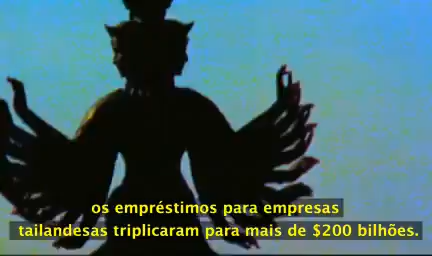 os empréstimos para empresas
tailandesas triplicaram para mais de $200 bilhões.